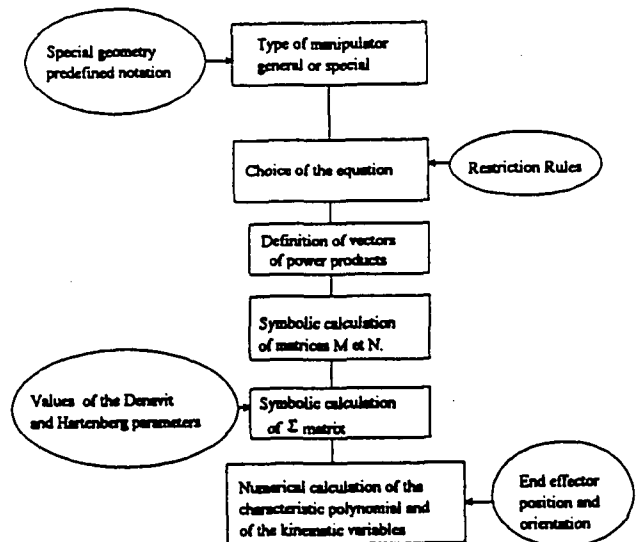 Special geometry
predefined notation
Type of manipulator
general or special
Choice of the equation
Restriction Rules
Definition of vectors
of power products
Symbolic calculation
of matrices M et N.
Values of the Denavit
and Hartenberg parameters
Symbolic calculation
of Σ matrix
Numerical calculation of the
characteristic polynomial and
of the kinematic variables
End effector
position and
orientation